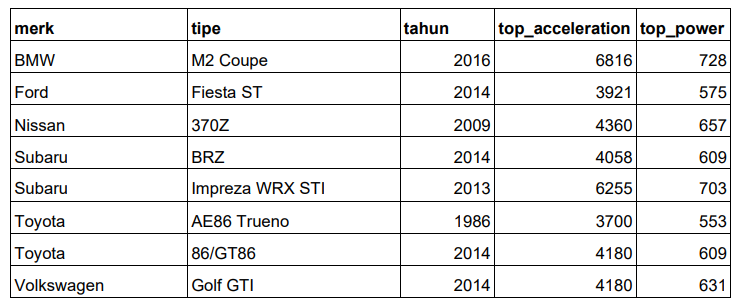 merk tipe tahun top_acceleration top_power
BMW M2 Coupe 2016 6816 728
Ford Fiesta ST 2014 3921 575
Nissan 370Z 2009 4360 657
Subaru BRZ 2014 4058 609
Subaru Impreza WRX STI 2013 6255 703
Toyota AE86 Trueno 1986 3700 553
Toyota 86/GT86 2014 4180 609
Volkswagen Golf GTI 2014 4180 631